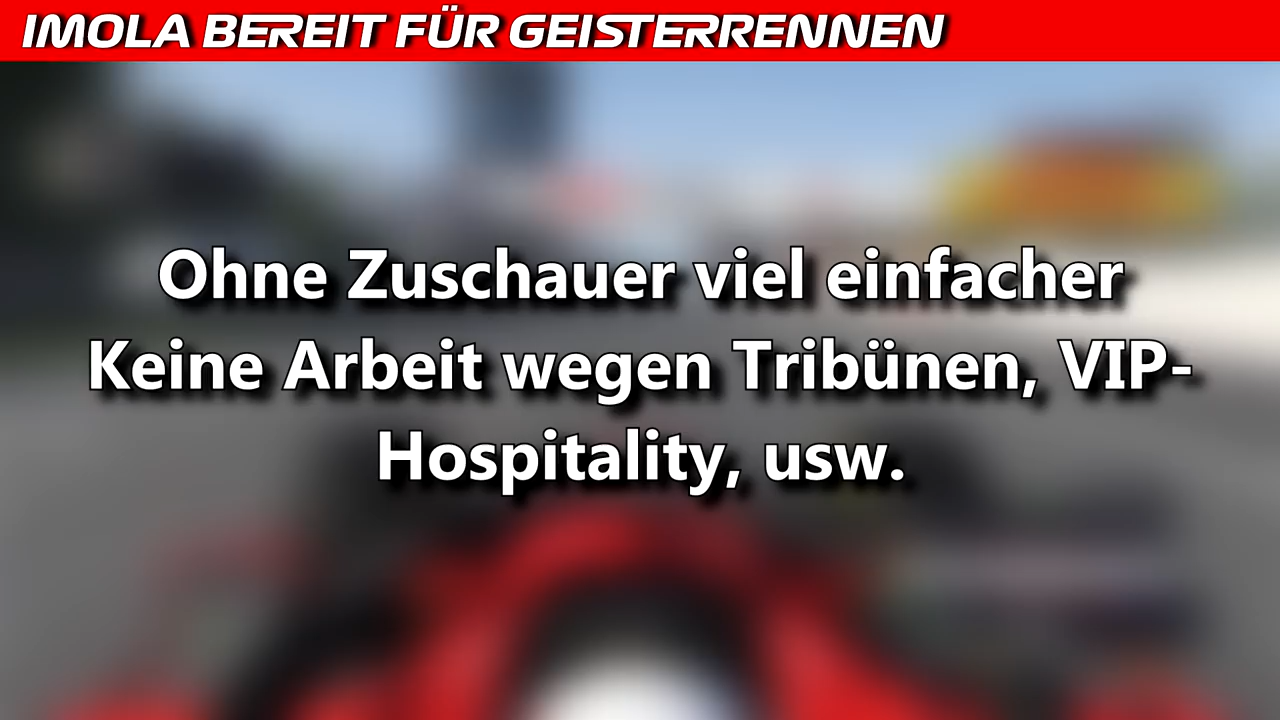 IMOLA BEREIT FÜR GEISTERRENNEN
Ohne Zuschauer viel einfacher
Keine Arbeit wegen Tribünen, VIP-
Hospitality, usw.